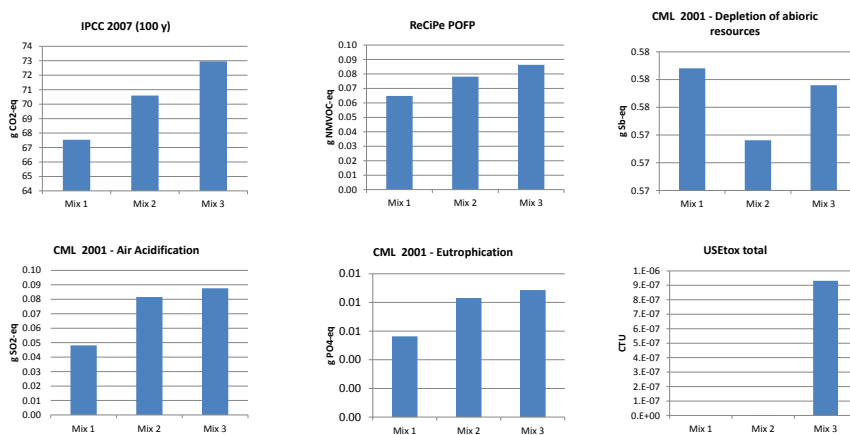 IPCC 2007 (100 y)
74
73
72
71
70
69
68
67
66
65
64
g CO2-eq
Mix 1 Mix 2 Mix 3
ReCiPe POFP
0.10
0.09
0.08
0.07
0.06
0.05
0.04
0.03
0.02
0.01
0.00
g NMVOC-eq
Mix 1 Mix 2 Mix 3
CML 2001 - Depletion of abioric
resources
0.58
0.58
0.58
0.57
0.57
0.57
g Sb-eq
Mix 1 Mix 2 Mix 3
CML 2001 - Air Acidification
0.10
0.09
0.08
0.07
0.06
0.05
0.04
0.03
0.02
0.01
0.00
g SO2-eq
Mix 1 Mix 2 Mix 3
CML 2001 - Eutrophication
0.01
0.01
0.01
0.00
0.00
0.00
g PO4-eq
Mix 1 Mix 2 Mix 3
USEtox total
1.E-06
9.E-07
8.E-07
7.E-07
6.E-07
5.E-07
4.E-07
3.E-07
2.E-07
1.E-07
0.E+00
CTU
Mix 1 Mix 2 Mix 3